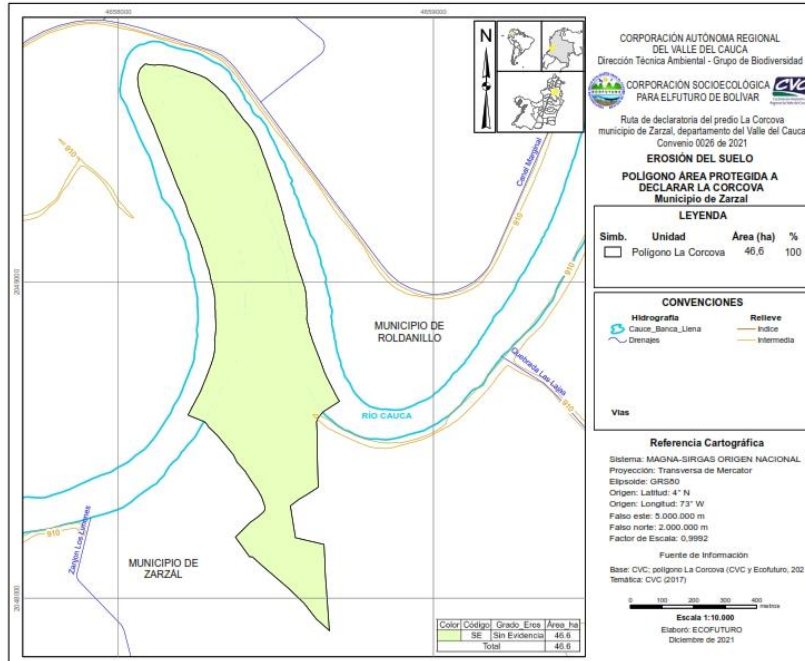 4658000
4659000
2049000
2048000
N
910
Canal Marginal
910
910
MUNICIPIO DE
ROLDANILLO
Quebrada Las Lajas
RÍO CAUCA
910
910
Zanjon Los Lunenes
MUNICIPIO DE
ZARZÁL
Color Código Grado_Eros Área_ha
SE Sin Evidencia 46.6
Total 46.6
CORPORACIÓN AUTÓNOMA REGIONAL
DEL VALLE DEL CAUCA
Dirección Técnica Ambiental - Grupo de Biodiversidad
CORPORACIÓN SOCIOECOLÓGICA
PARA ELFUTURO DE BOLÍVAR
CVC
Ruta de declaratoria del predio La Corcova
municipio de Zarzal, departamento del Valle del Cauca
Convenio 0026 de 2021
EROSIÓN DEL SUELO
POLÍGONO ÁREA PROTEGIDA A
DECLARAR LA CORCOVA
Municipio de Zarzal
LEYENDA
Simb. Unidad Área (ha) %
Polígono La Corcova 46,6 100
CONVENCIONES
Hidrografía Relieve
Cauce_Banca_Llena Indice
Drenajes Intermedia
Vías
Referencia Cartográfica
Sistema: MAGNA-SIRGAS ORIGEN NACIONAL
Proyección: Transversa de Mercator
Elipsoide: GRS80
Origen: Latitud: 4° N
Origen: Longitud: 73° W
Falso este: 5.000.000 m
Falso norte: 2.000.000 m
Factor de Escala: 0,9992
Fuente de Información
Base: CVC; polígono La Corcova (CVC y Ecofuturo, 202
Temática: CVC (2017)
0 100 200 300 400
metros
Escala 1:10.000
Elaboró: ECOFUTURO
Diciembre de 2021